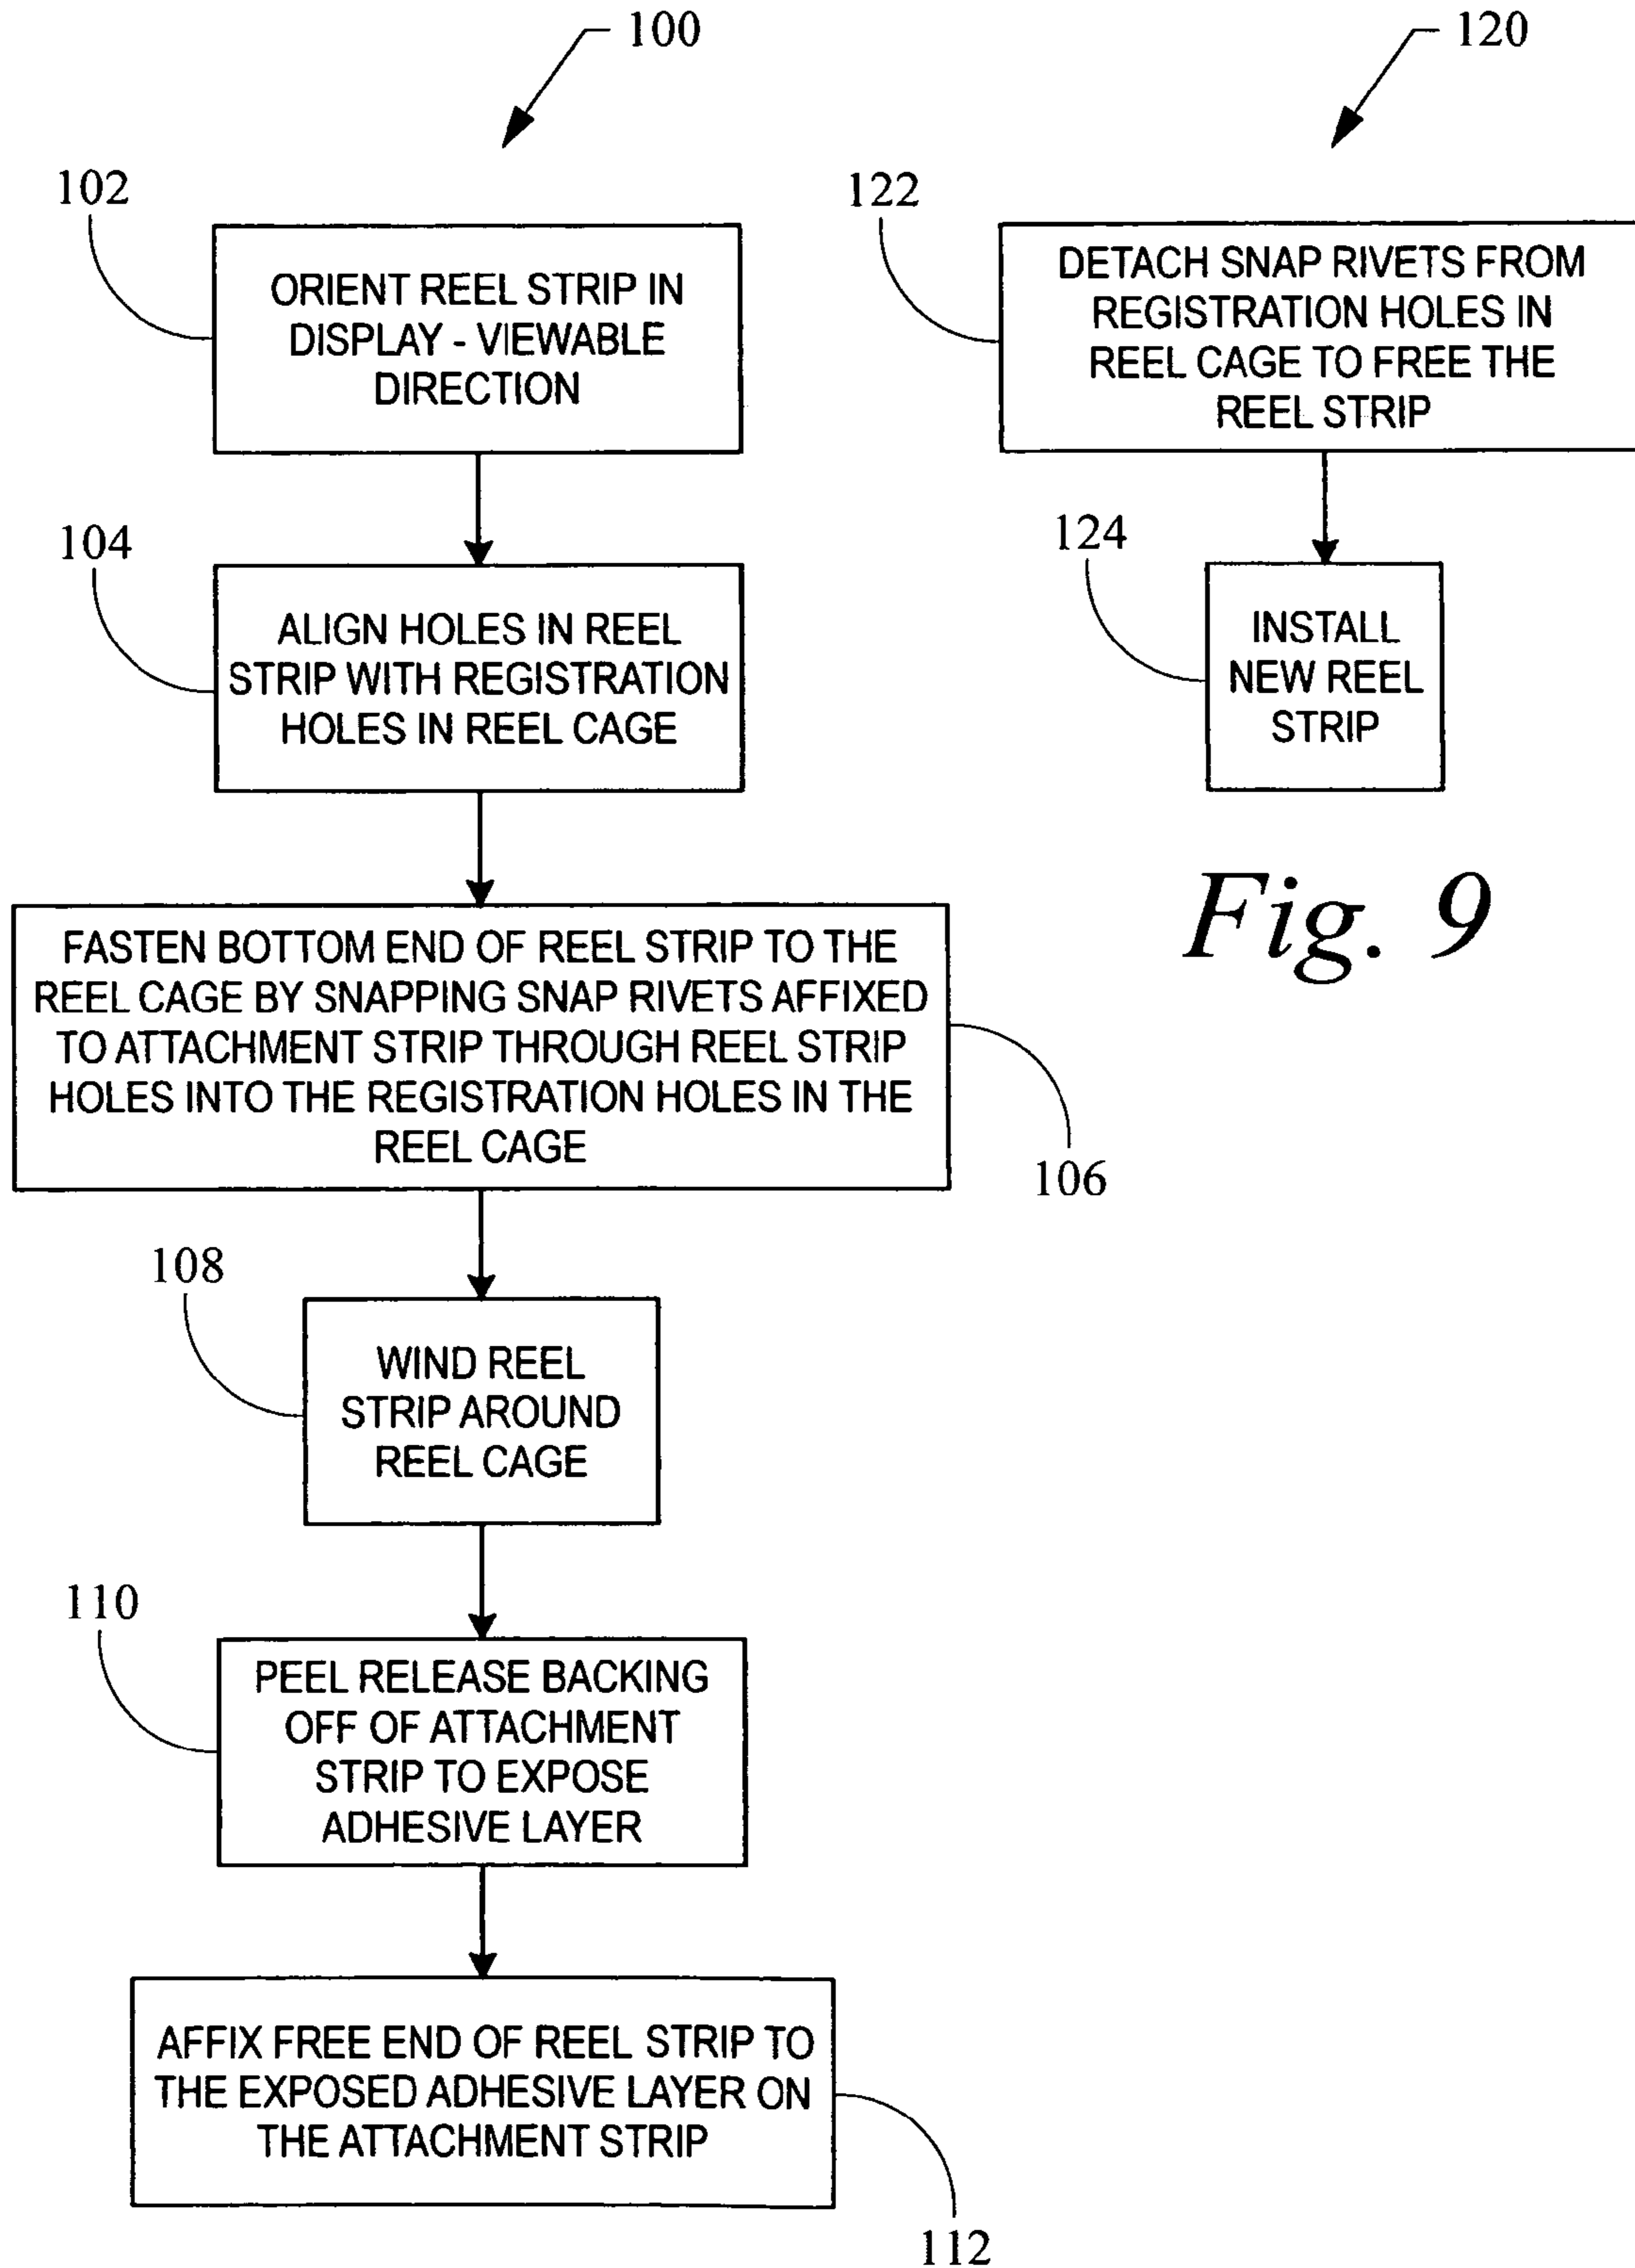 100
102
ORIENT REEL STRIP IN
DISPLAY - VIEWABLE
DIRECTION
104
ALIGN HOLES IN REEL
STRIP WITH REGISTRATION
HOLES IN REEL CAGE
FASTEN BOTTOM END OF REEL STRIP TO THE
REEL CAGE BY SNAPPING SNAP RIVETS AFFIXED
TO ATTACHMENT STRIP THROUGH REEL STRIP
HOLES INTO THE REGISTRATION HOLES IN THE
REEL CAGE
106
108
WIND REEL
STRIP AROUND
REEL CAGE
110
PEEL RELEASE BACKING
OFF OF ATTACHMENT
STRIP TO EXPOSE
ADHESIVE LAYER
AFFIX FREE END OF REEL STRIP TO
THE EXPOSED ADHESIVE LAYER ON
THE ATTACHMENT STRIP
112
120
122
DETACH SNAP RIVETS FROM
REGISTRATION HOLES IN
REEL CAGE TO FREE THE
REEL STRIP
124
INSTALL
NEW REEL
STRIP
Fig. 9